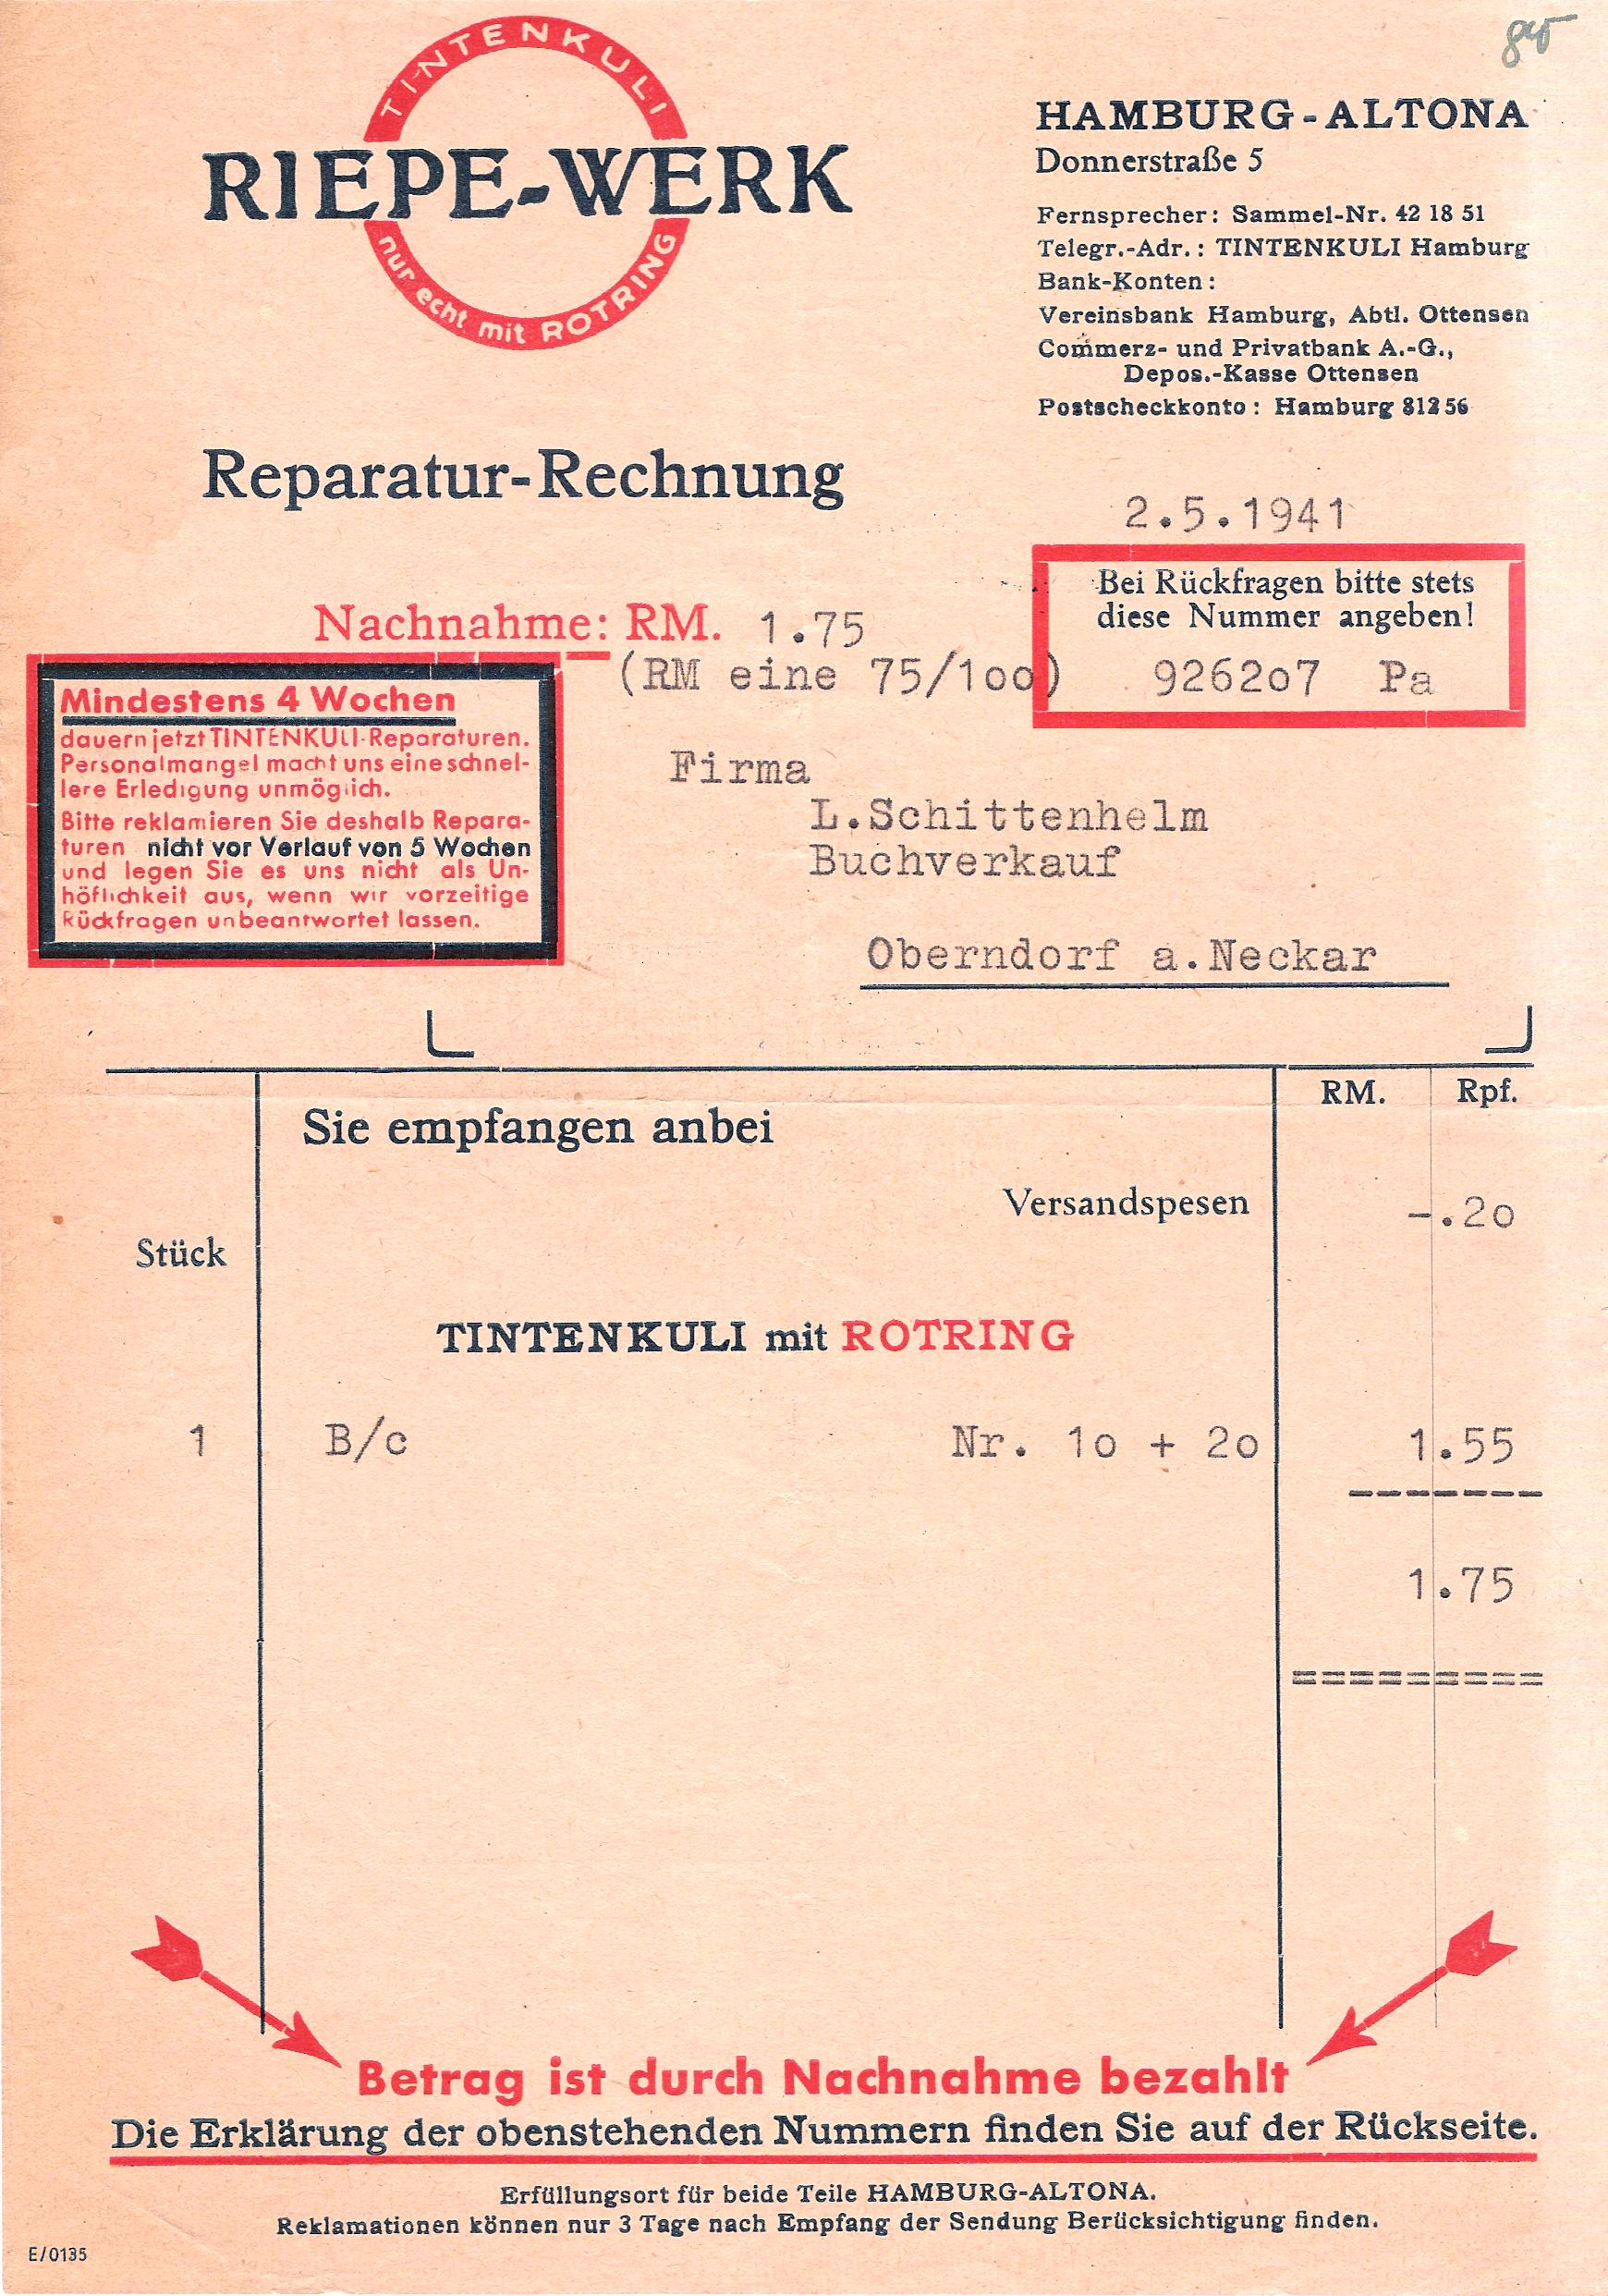 TINTENKULI
RIEPE-WERK
nur echt mit ROTRING
HAMBURG-ALTONA
Donnerstraße 5
Fernsprecher: Sammel-Nr. 42 18 51
Telegr.-Adr.: TINTENKULI Hamburg
Bank-Konten:
Vereinsbank Hamburg, Abtl. Ottensen
Commerz- und Privatbank A.-G.,
Depos.-Kasse Ottensen
Postscheckkonto: Hamburg 81256
Reparatur-Rechnung
2.5.1941
Bei Rückfragen bitte stets
diese Nummer angeben!
926207 Pa
Nachnahme: RM. 1.75
(RM eine 75/100)
Mindestens 4 Wochen
dauern jetzt TINTENKULI-Reparaturen.
Personalmangel macht uns eine schnel-
lere Erledigung unmöglich.
Bitte reklamieren Sie deshalb Repara-
turen nicht vor Verlauf von 5 Wochen
und legen Sie es uns nicht als Un-
höflichkeit aus, wenn wir vorzeitige
Rückfragen unbeantwortet lassen.
Firma
L.Schittenhelm
Buchverkauf
Oberndorf a.Neckar
RM. Rpf.
Sie empfangen anbei
Versandspesen -.20
Stück
TINTENKULI mit ROTRING
1 B/c Nr. 10 + 20 1.55
-------
1.75
=========
Betrag ist durch Nachnahme bezahlt
Die Erklärung der obenstehenden Nummern finden Sie auf der Rückseite.
Erfüllungsort für beide Teile HAMBURG-ALTONA.
Reklamationen können nur 3 Tage nach Empfang der Sendung Berücksichtigung finden.
E/0135